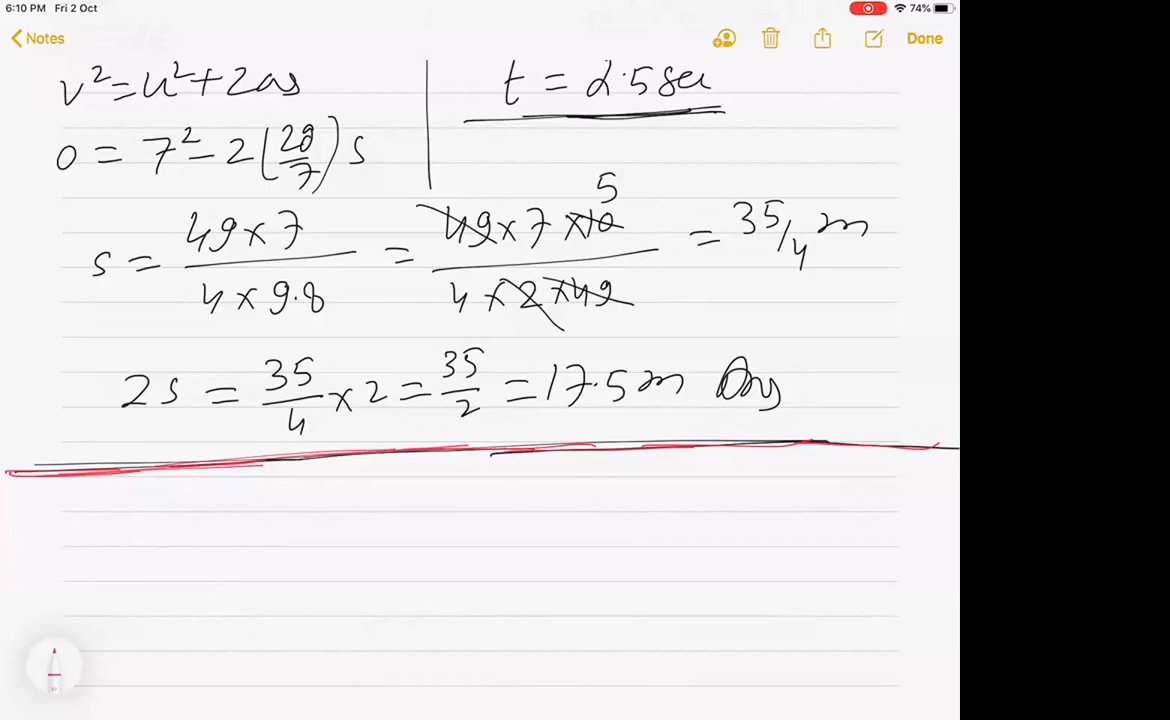 6:10 PM Fri 2 Oct 74%
Notes Done
v² = u² + 2as
t = 2.5 sec
0 = 7² - 2(2g/7)s
s = 49 × 7 / 4 × 9.8 = 49 × 7 × 10 5 / 4 × 2 × 49 = 35/4 m
2s = 35/4 × 2 = 35/2 = 17.5 m Ans